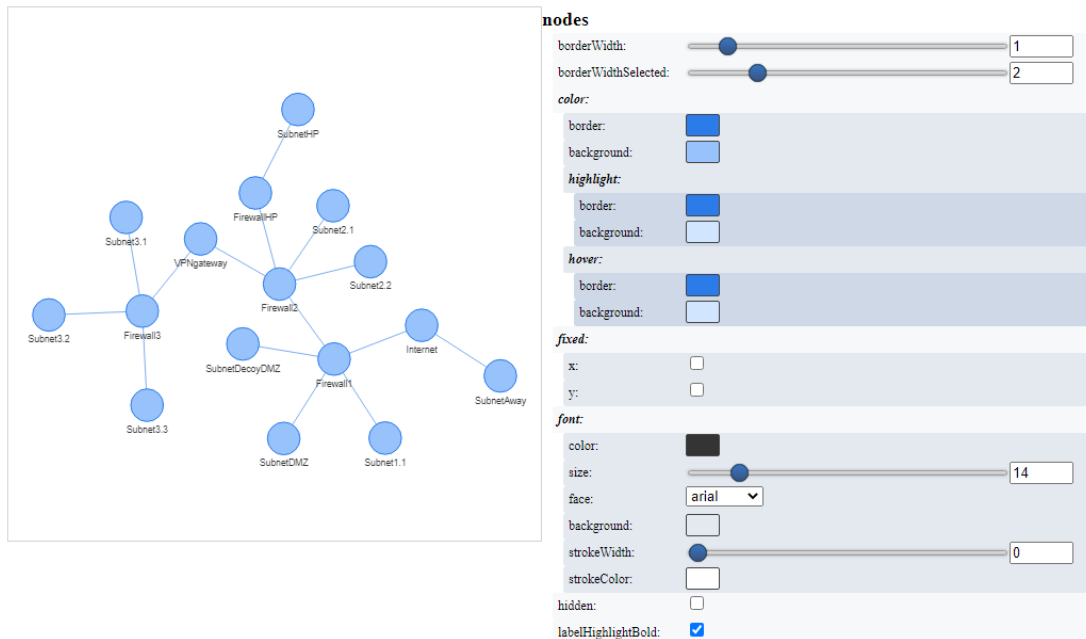 SubnetHP
FirewallHP
Subnet2.1
Subnet3.1
VPNgateway
Subnet2.2
Firewall2
Firewall3
Subnet3.2
Internet
SubnetDecoyDMZ
Firewall1
SubnetAway
Subnet3.3
SubnetDMZ
Subnet1.1
nodes
borderWidth: 1
borderWidthSelected: 2
color:
border:
background:
highlight:
border:
background:
hover:
border:
background:
fixed:
x:
y:
font:
color:
size: 14
face: arial
background:
strokeWidth: 0
strokeColor:
hidden:
labelHighlightBold: